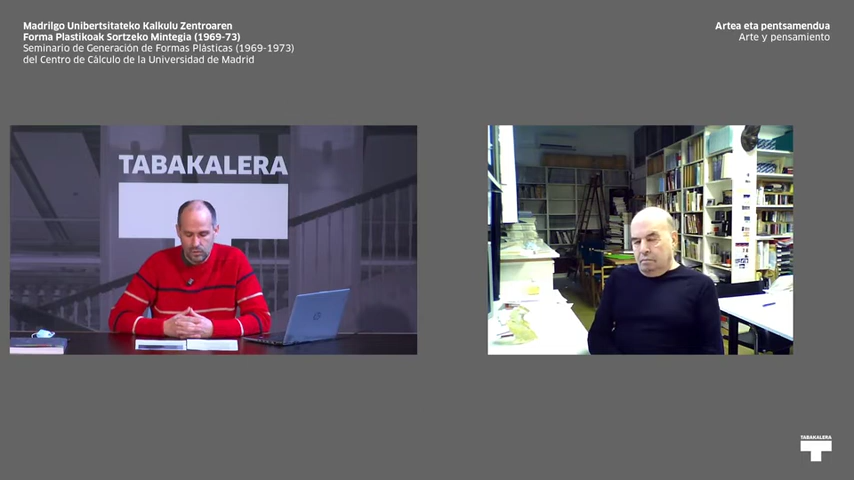 Madrilgo Unibertsitateko Kalkulu Zentroaren
Forma Plastikoak Sortzeko Mintegia (1969-73)
Seminario de Generación de Formas Plásticas (1969-1973)
del Centro de Cálculo de la Universidad de Madrid
Artea eta pentsamendua
Arte y pensamiento
TABAKALERA
TABAKALERA